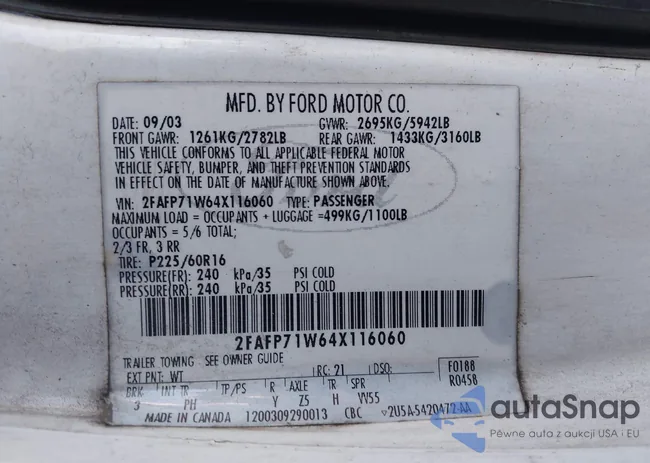 MFD. BY FORD MOTOR CO.
DATE: 09/03 GVWR: 2695KG/5942LB
FRONT GAWR: 1261KG/2782LB REAR GAWR: 1433KG/3160LB
THIS VEHICLE CONFORMS TO ALL APPLICABLE FEDERAL MOTOR
VEHICLE SAFETY, BUMPER, AND THEFT PREVENTION STANDARDS
IN EFFECT ON THE DATE OF MANUFACTURE SHOWN ABOVE.
VIN: 2FAFP71W64X116060 TYPE: PASSENGER
MAXIMUM LOAD = OCCUPANTS + LUGGAGE = 499KG/1100LB
OCCUPANTS = 5/6 TOTAL;
2/3 FR, 3 RR
TIRE: P225/60R16
PRESSURE(FR): 240 kPa/35 PSI COLD
PRESSURE(RR): 240 kPa/35 PSI COLD
2FAFP71W64X116060
TRAILER TOWING - SEE OWNER GUIDE
EXT PNT: WT RC: 21 DSO: F0188
BRK INT TR TP/PS R AXLE TR SPR R0458
3 PH Y Z5 H VV55
MADE IN CANADA 1200309290013 CBC 2U5A-5420472-AA
autoSnap
Pewne auta z aukcji USA i EU